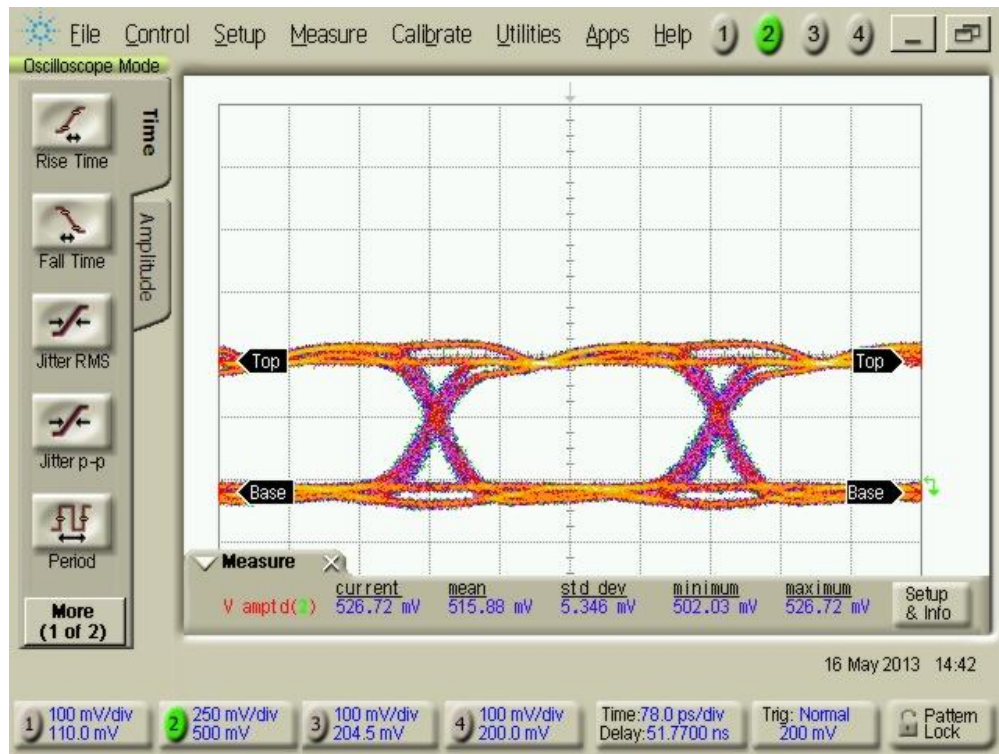 File Control Setup Measure Calibrate Utilities Apps Help 1 2 3 4
Oscilloscope Mode
Time
Amplitude
Rise Time
Fall Time
Jitter RMS
Jitter p-p
Period
More
(1 of 2)
Top
Top
Base
Base
Measure
current mean std dev minimum maximum
V amptd(2) 526.72 mV 515.88 mV 5.346 mV 502.03 mV 526.72 mV
Setup
& Info
16 May 2013 14:42
1) 100 mV/div
110.0 mV
2) 250 mV/div
500 mV
3) 100 mV/div
204.5 mV
4) 100 mV/div
200.0 mV
Time:78.0 ps/div
Delay:51.7700 ns
Trig: Normal
200 mV
Pattern
Lock